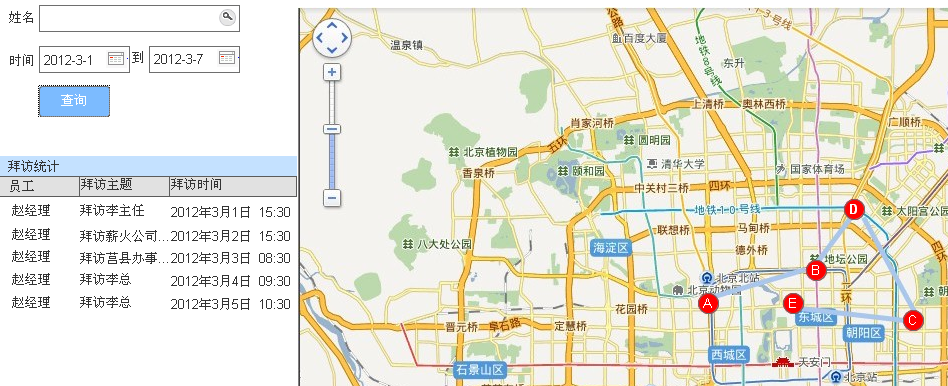 姓名
时间 2012-3-1 到 2012-3-7
查询
拜访统计
员工 拜访主题 拜访时间
赵经理 拜访李主任 2012年3月1日 15:30
赵经理 拜访薪火公司... 2012年3月2日 15:30
赵经理 拜访莒县办事... 2012年3月3日 08:30
赵经理 拜访李总 2012年3月4日 09:30
赵经理 拜访李总 2012年3月5日 10:30
公路
7-3号线
温泉镇
百度大厦
地铁8号线
东升
上清桥
奥林西桥
肖家河桥
广顺桥
五环
圆明园
北京植物园
清华大学
国家体育场
香泉桥
颐和园
中关村三桥
四环
地铁10号线
D
太阳宫公园
联想桥
马甸桥
八大处公园
海淀区
德外桥
地坛公园
B
北京北站
北京动物园
二环
A
E
花园桥
东城区
C
晋元桥
阜石路
定慧桥
朝阳区
西城区
天安门
石景山区
北京站